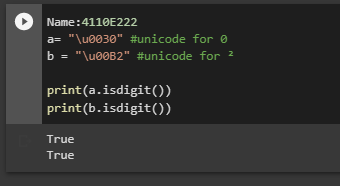 Name:4110E222
a= "\u0030" #unicode for 0
b = "\u00B2" #unicode for ²
print(a.isdigit())
print(b.isdigit())
True
True